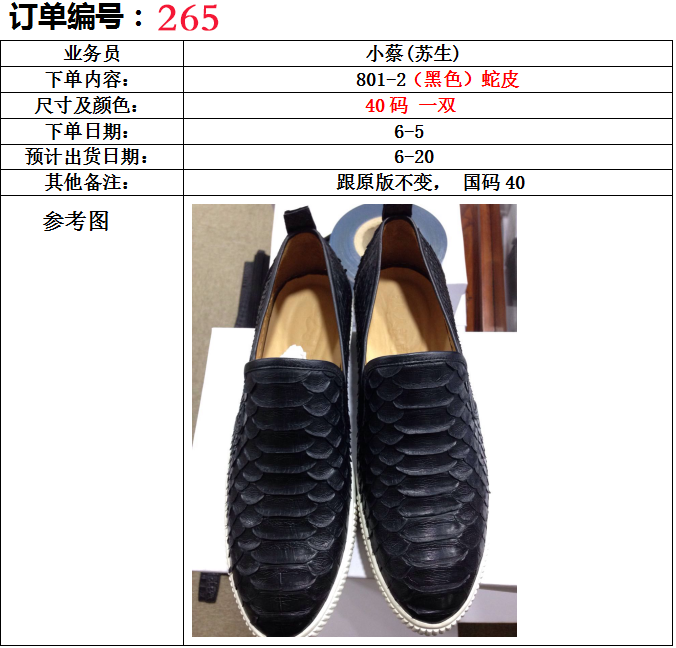 订单编号：265
业务员 小蔡(苏生)
下单内容： 801-2（黑色）蛇皮
尺寸及颜色： 40码 一双
下单日期： 6-5
预计出货日期： 6-20
其他备注： 跟原版不变， 国码40
参考图